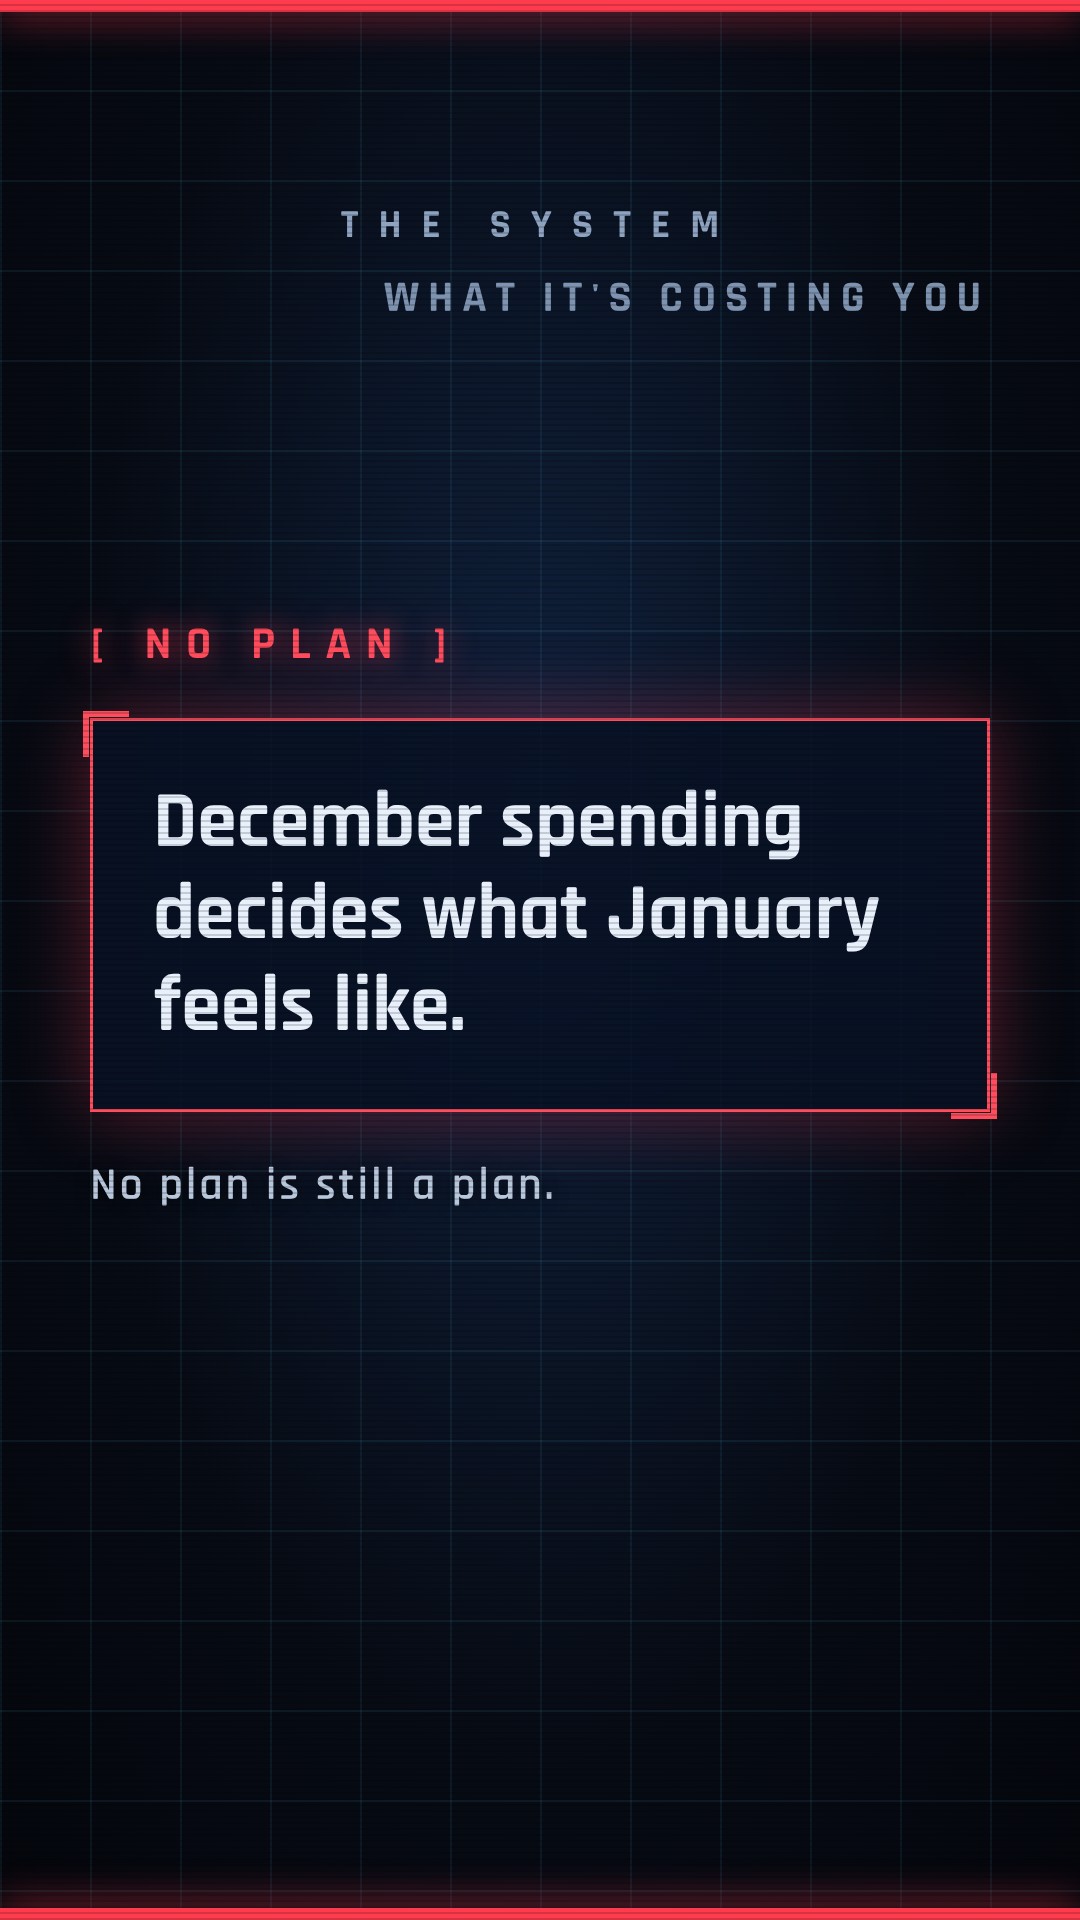 THE SYSTEM
WHAT IT'S COSTING YOU
[ NO PLAN ]
December spending
decides what January
feels like.
No plan is still a plan.